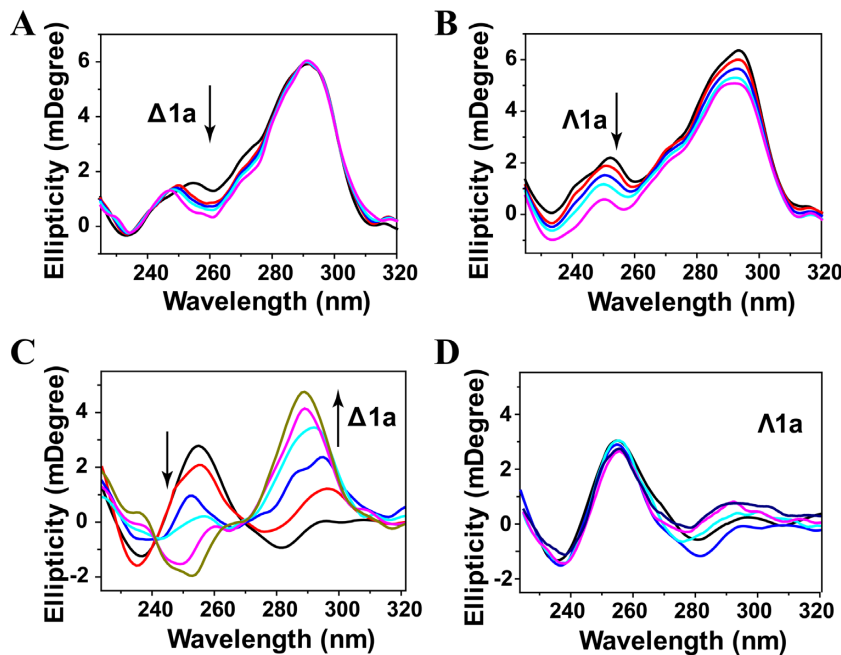 A
Ellipticity (mDegree)
6
4
2
0
Δ1a
240 260 280 300 320
Wavelength (nm)
B
Ellipticity (mDegree)
6
4
2
0
Λ1a
240 260 280 300 320
Wavelength (nm)
C
Ellipticity (mDegree)
4
2
0
-2
Δ1a
240 260 280 300 320
Wavelength (nm)
D
Ellipticity (mDegree)
4
2
0
-2
Λ1a
240 260 280 300 320
Wavelength (nm)